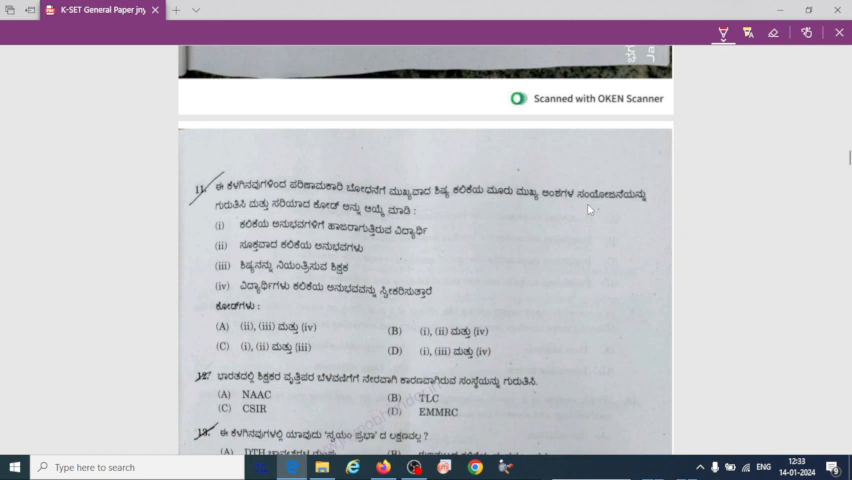 K-SET General Paper jny
Scanned with OKEN Scanner
11. ಈ ಕೆಳಗಿನವುಗಳಿಂದ ಪರಿಣಾಮಕಾರಿ ಬೋಧನೆಗೆ ಮುಖ್ಯವಾದ ಶಿಷ್ಯ ಕಲಿಕೆಯ ಮೂರು ಮುಖ್ಯ ಅಂಶಗಳ ಸಂಯೋಜನೆಯನ್ನು
ಗುರುತಿಸಿ ಮತ್ತು ಸರಿಯಾದ ಕೋಡ್ ಅನ್ನು ಆಯ್ಕೆ ಮಾಡಿ :
(i) ಕಲಿಕೆಯ ಅನುಭವಗಳಿಗೆ ಹಾಜರಾಗುತ್ತಿರುವ ವಿದ್ಯಾರ್ಥಿ
(ii) ಸೂಕ್ತವಾದ ಕಲಿಕೆಯ ಅನುಭವಗಳು
(iii) ಶಿಷ್ಯನನ್ನು ನಿಯಂತ್ರಿಸುವ ಶಿಕ್ಷಕ
(iv) ವಿದ್ಯಾರ್ಥಿಗಳು ಕಲಿಕೆಯ ಅನುಭವವನ್ನು ಸ್ವೀಕರಿಸುತ್ತಾರೆ
ಕೋಡ್‌ಗಳು :
(A) (ii), (iii) ಮತ್ತು (iv) (B) (i), (ii) ಮತ್ತು (iv)
(C) (i), (ii) ಮತ್ತು (iii) (D) (i), (iii) ಮತ್ತು (iv)
12. ಭಾರತದಲ್ಲಿ ಶಿಕ್ಷಕರ ವೃತ್ತಿಪರ ಬೆಳವಣಿಗೆಗೆ ನೇರವಾಗಿ ಕಾರಣವಾಗಿರುವ ಸಂಸ್ಥೆಯನ್ನು ಗುರುತಿಸಿ.
(A) NAAC (B) TLC
(C) CSIR (D) EMMRC
13. ಈ ಕೆಳಗಿನವುಗಳಲ್ಲಿ ಯಾವುದು 'ಸ್ವಯಂ ಪ್ರಭಾ' ದ ಲಕ್ಷಣವಲ್ಲ ?
(A) DTH (B)
Type here to search
ENG
12:33
14-01-2024